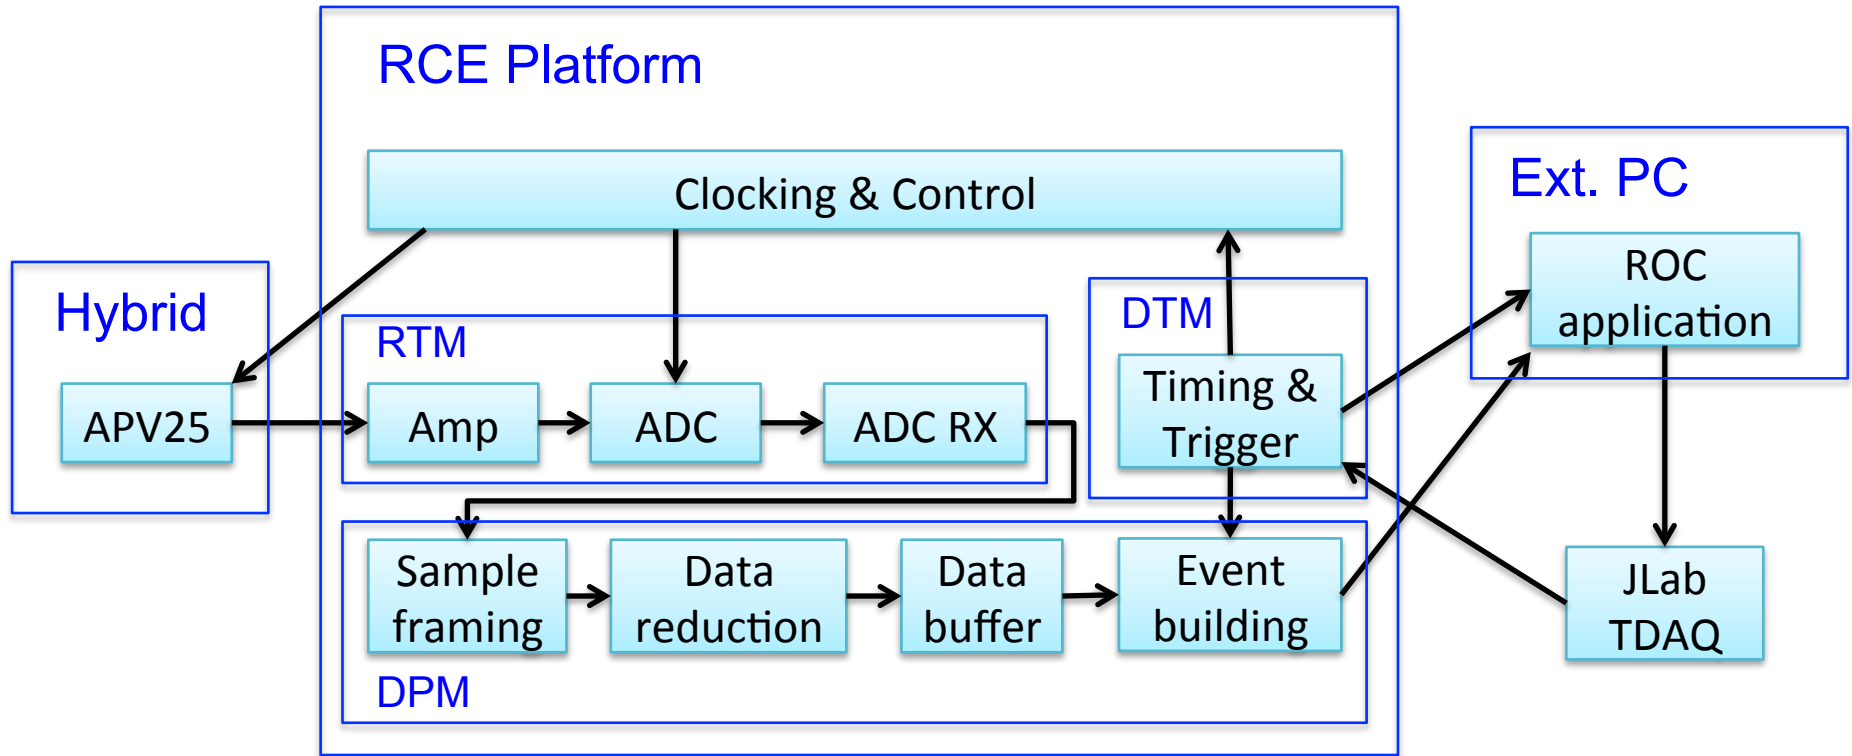 RCE Platform
Clocking & Control
Ext. PC
ROC
application
Hybrid
APV25
RTM
Amp
ADC
ADC RX
DTM
Timing &
Trigger
Sample
framing
Data
reduction
Data
buffer
Event
building
DPM
JLab
TDAQ